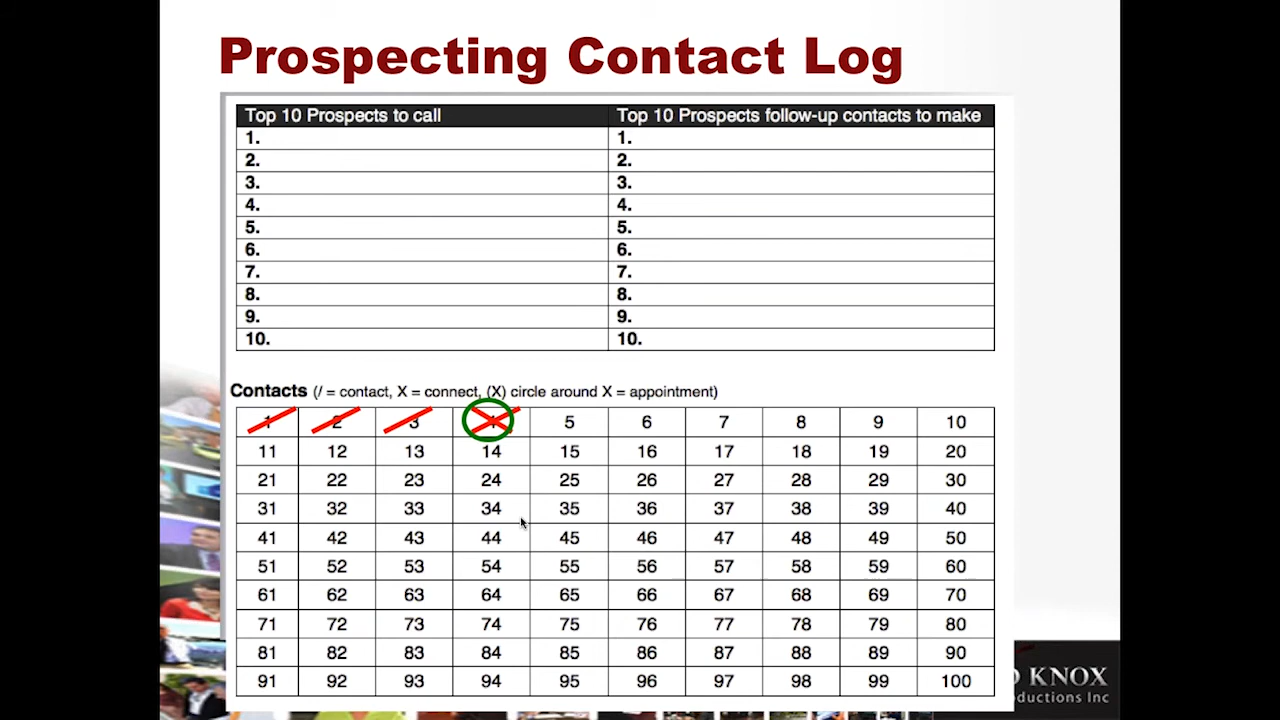 Prospecting Contact Log
Top 10 Prospects to call Top 10 Prospects follow-up contacts to make
1. 1.
2. 2.
3. 3.
4. 4.
5. 5.
6. 6.
7. 7.
8. 8.
9. 9.
10. 10.
Contacts (/ = contact, X = connect, (X) circle around X = appointment)
1 2 3 4 5 6 7 8 9 10
11 12 13 14 15 16 17 18 19 20
21 22 23 24 25 26 27 28 29 30
31 32 33 34 35 36 37 38 39 40
41 42 43 44 45 46 47 48 49 50
51 52 53 54 55 56 57 58 59 60
61 62 63 64 65 66 67 68 69 70
71 72 73 74 75 76 77 78 79 80
81 82 83 84 85 86 87 88 89 90
91 92 93 94 95 96 97 98 99 100
KNOX
oductions Inc